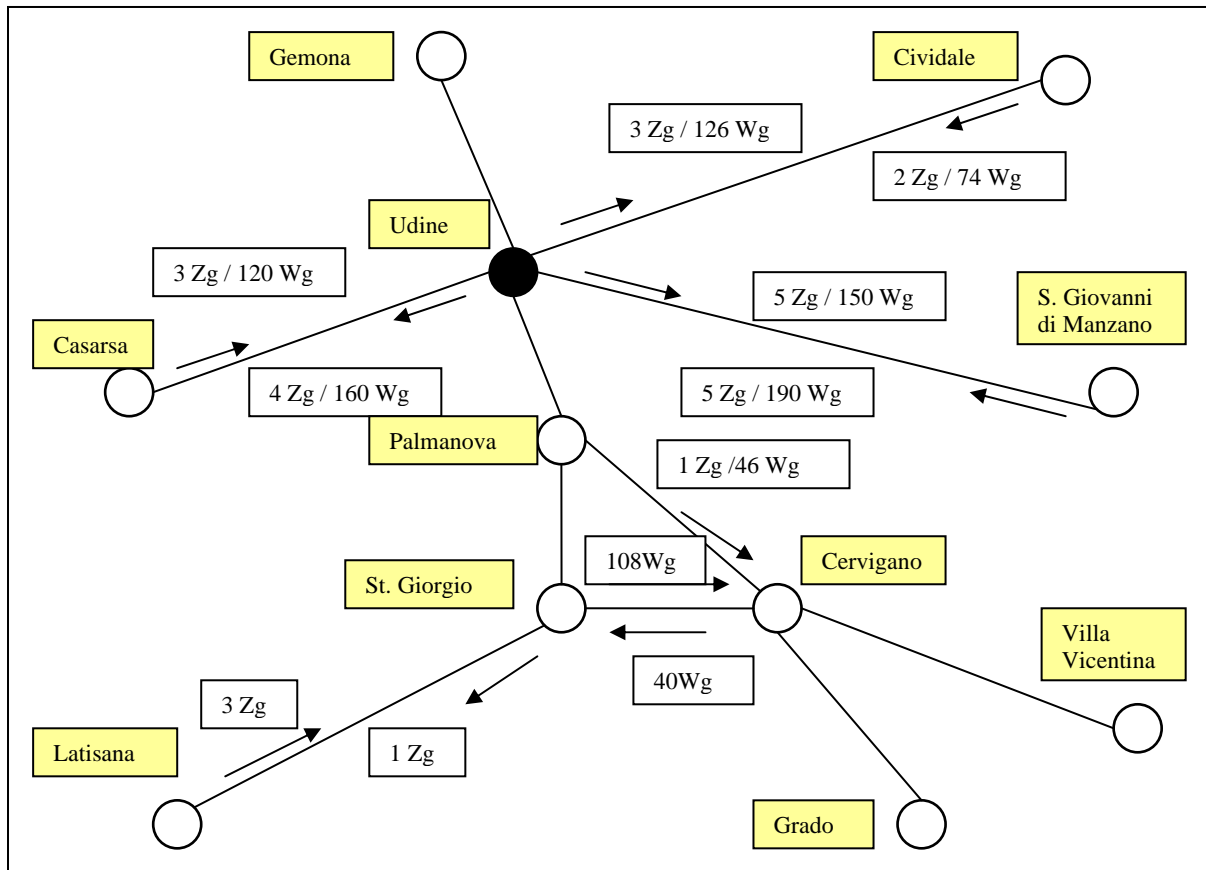 Gemona
Cividale
3 Zg / 126 Wg
2 Zg / 74 Wg
Udine
3 Zg / 120 Wg
5 Zg / 150 Wg
S. Giovanni
di Manzano
Casarsa
4 Zg / 160 Wg
5 Zg / 190 Wg
Palmanova
1 Zg /46 Wg
108Wg
Cervigano
St. Giorgio
Villa
Vicentina
40Wg
3 Zg
Latisana
1 Zg
Grado